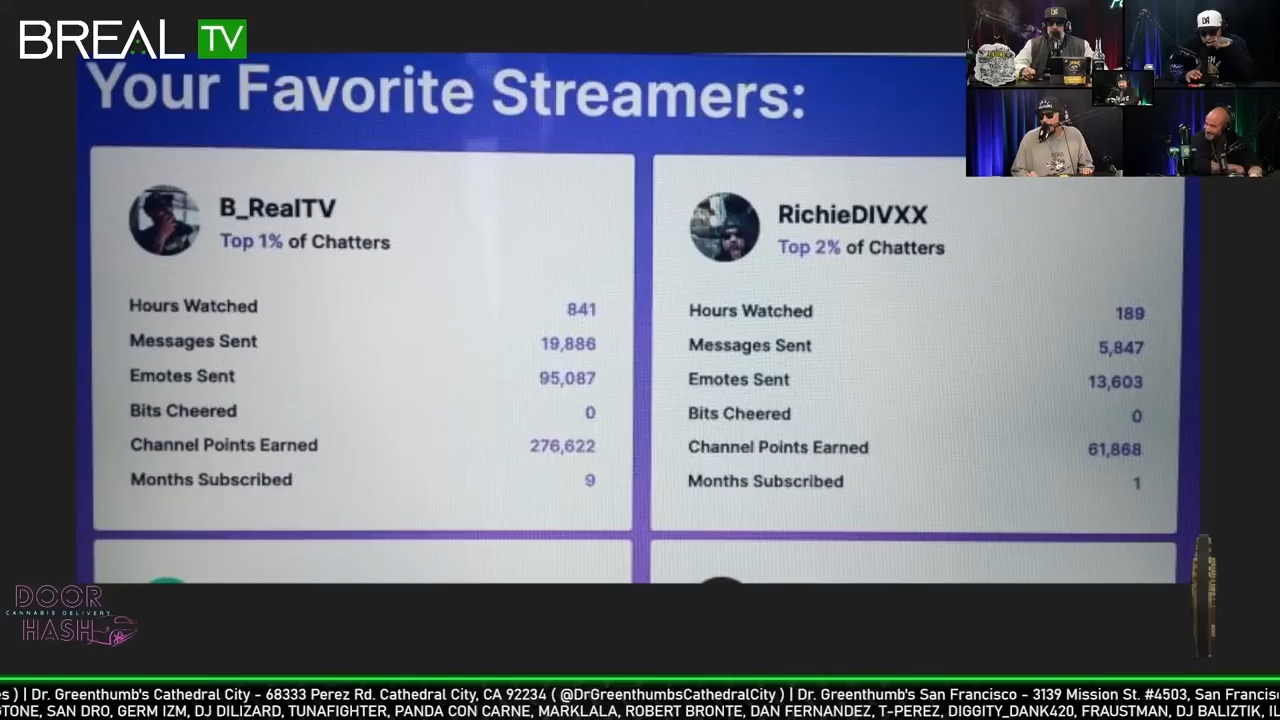 BREAL TV
Your Favorite Streamers:
B_RealTV
Top 1% of Chatters
Hours Watched 841
Messages Sent 19,886
Emotes Sent 95,087
Bits Cheered 0
Channel Points Earned 276,622
Months Subscribed 9
RichieDIVXX
Top 2% of Chatters
Hours Watched 189
Messages Sent 5,847
Emotes Sent 13,603
Bits Cheered 0
Channel Points Earned 61,868
Months Subscribed 1
DOOR
CANNABIS DELIVERY
HASH
s ) | Dr. Greenthumb's Cathedral City - 68333 Perez Rd. Cathedral City, CA 92234 ( @DrGreenthumbsCathedralCity ) | Dr. Greenthumb's San Francisco - 3139 Mission St. #4503, San Francisc
GTONE, SAN DRO, GERM IZM, DJ DILIZARD, TUNAFIGHTER, PANDA CON CARNE, MARKLALA, ROBERT BRONTE, DAN FERNANDEZ, T-PEREZ, DIGGITY_DANK420, FRAUSTMAN, DJ BALIZTIK, IL